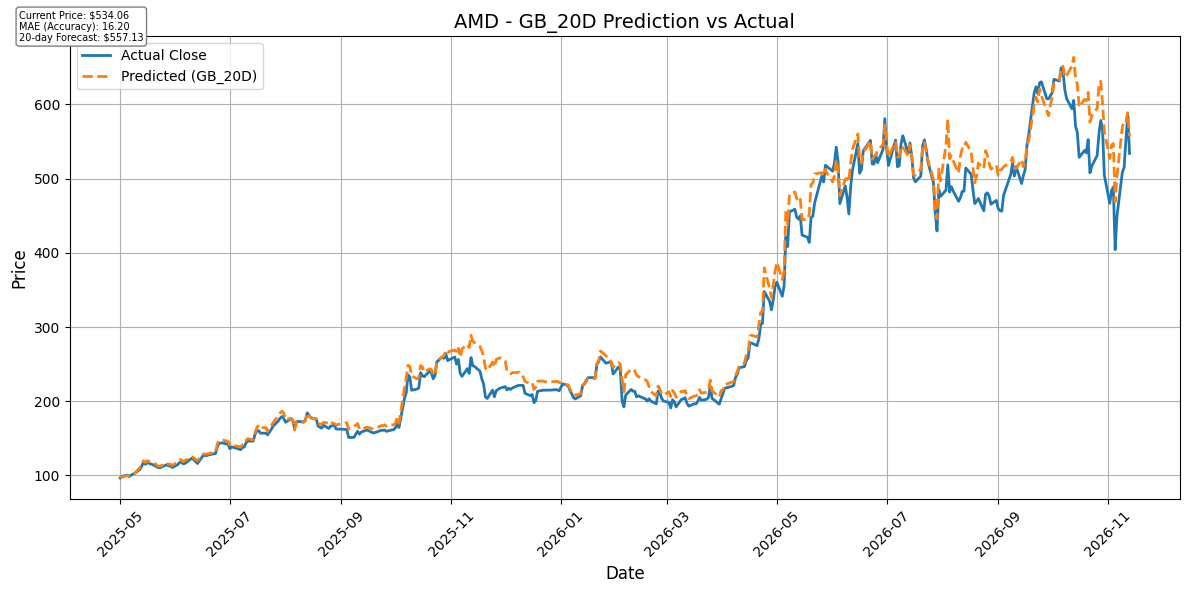 AMD - GB_20D Prediction vs Actual
Current Price: $534.06
MAE (Accuracy): 16.20
20-day Forecast: $557.13
Actual Close
Predicted (GB_20D)
Price
600
500
400
300
200
100
2025-05
2025-07
2025-09
2025-11
2026-01
2026-03
2026-05
2026-07
2026-09
2026-11
Date